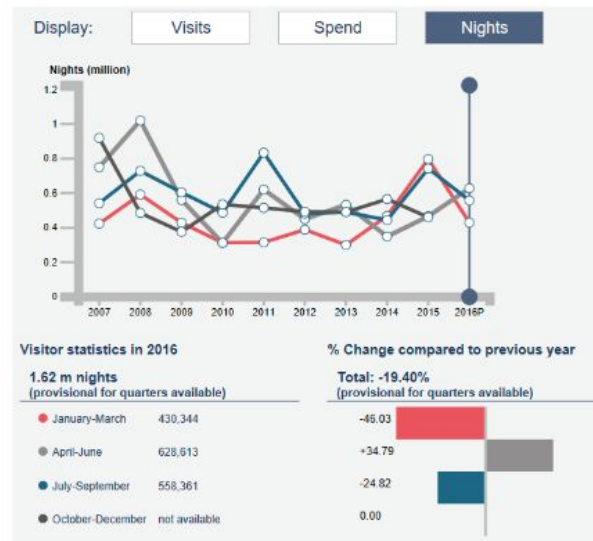 Display: Visits Spend Nights
Nights (million)
1.2
1
0.8
0.6
0.4
0.2
0
2007 2008 2009 2010 2011 2012 2013 2014 2015 2016P
Visitor statistics in 2016
1.62 m nights
(provisional for quarters available)
January-March 430,344
April-June 628,613
July-September 558,361
October-December not available
% Change compared to previous year
Total: -19.40%
(provisional for quarters available)
-46.03
+34.79
-24.82
0.00